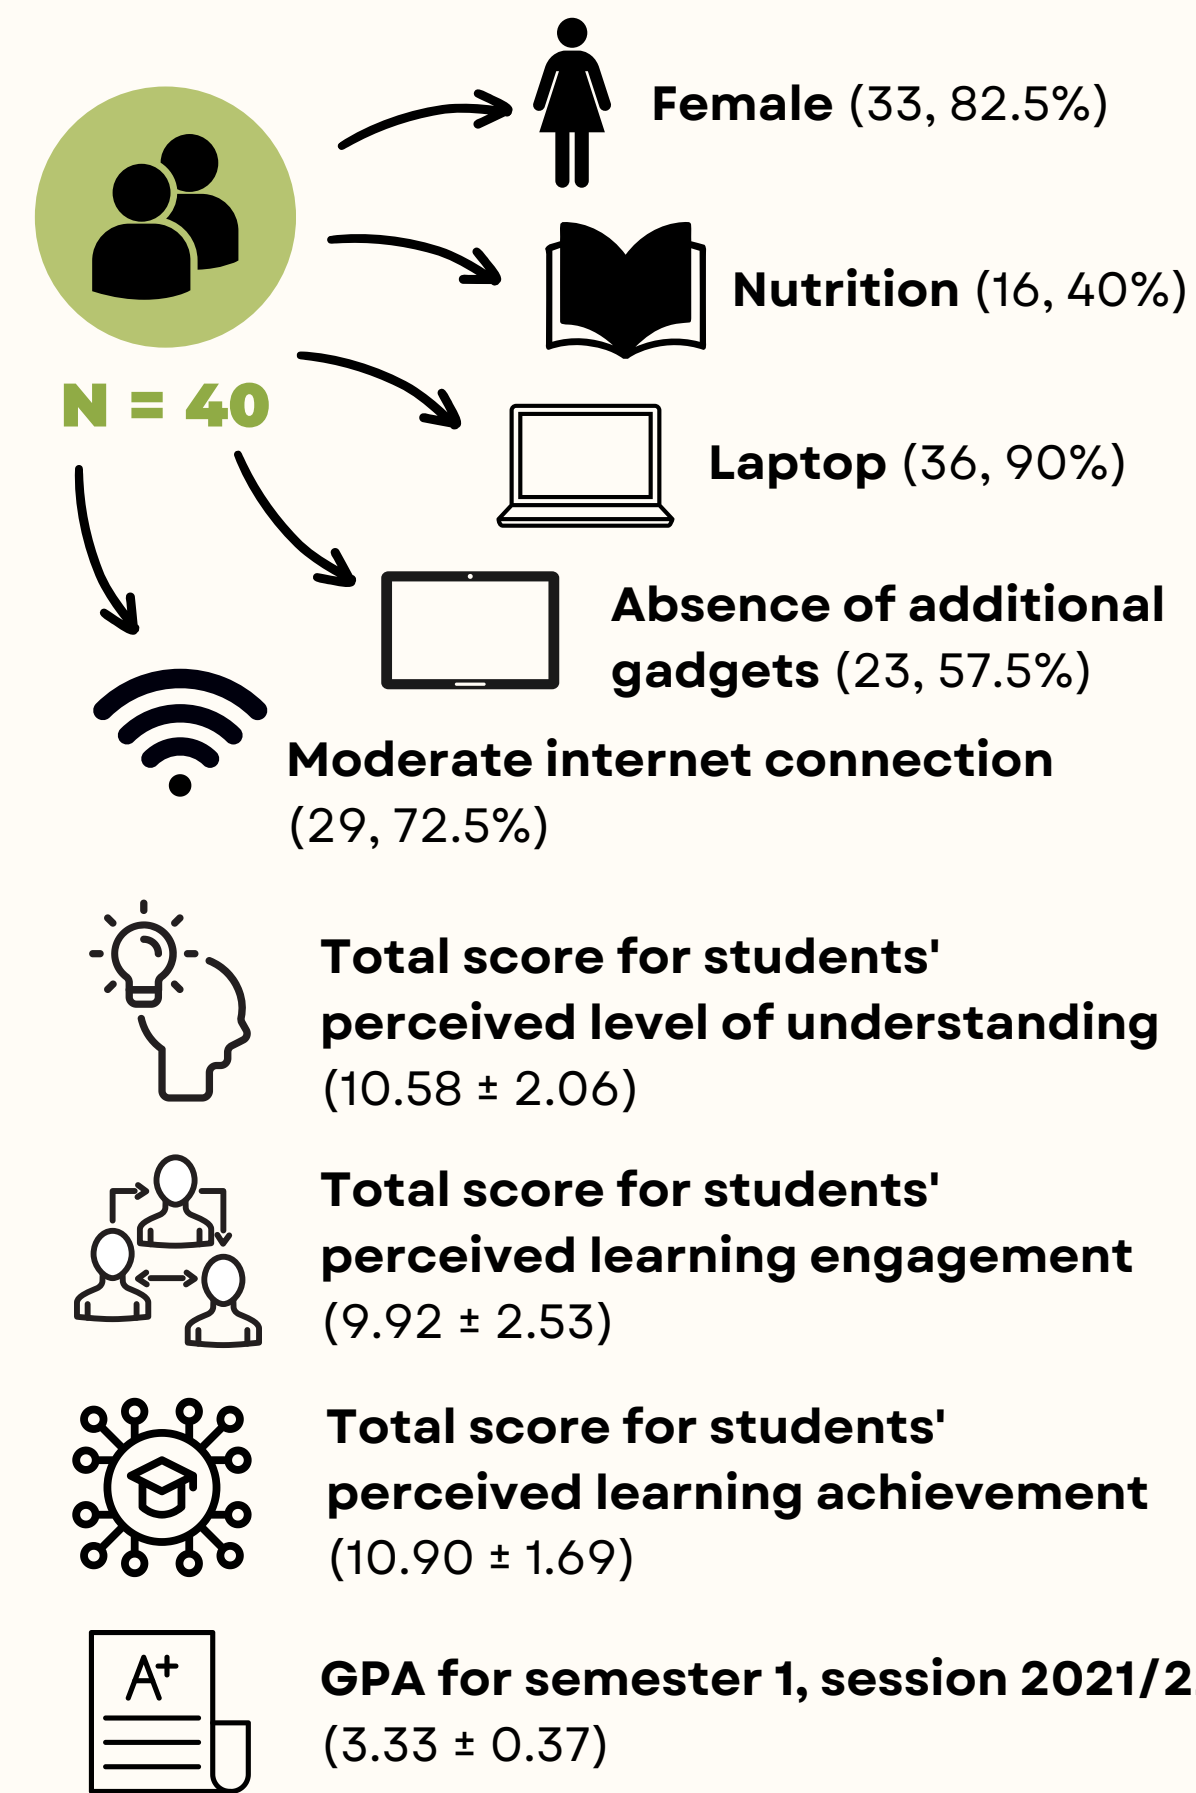 Female (33, 82.5%)
Nutrition (16, 40%)
N = 40
Laptop (36, 90%)
Absence of additional
gadgets (23, 57.5%)
Moderate internet connection
(29, 72.5%)
Total score for students'
perceived level of understanding
(10.58 ± 2.06)
Total score for students'
perceived learning engagement
(9.92 ± 2.53)
Total score for students'
perceived learning achievement
(10.90 ± 1.69)
A+
GPA for semester 1, session 2021/2
(3.33 ± 0.37)